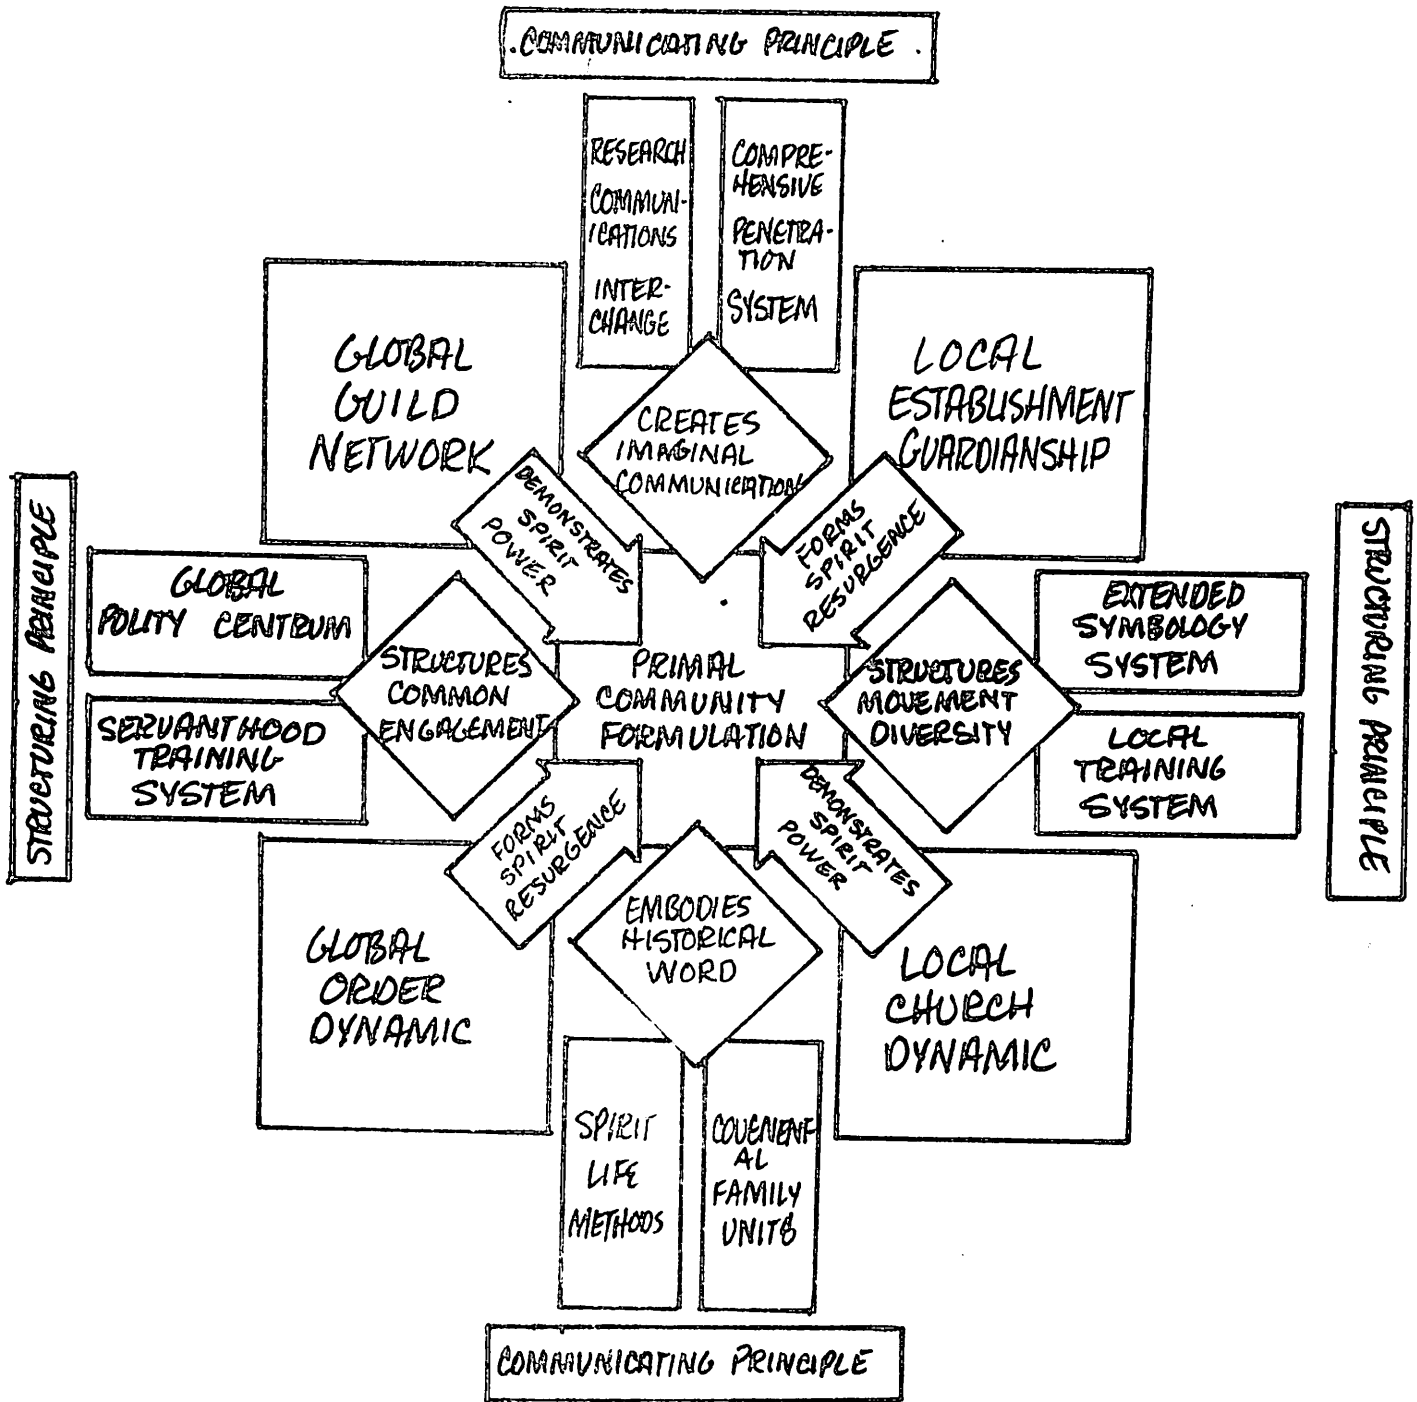 .COMMUNICATING PRINCIPLE .
RESEARCH
COMMUN-
ICATIONS
INTER-
CHANGE
COMPRE-
HENSIVE
PENETRA-
TION
SYSTEM
GLOBAL
GUILD
NETWORK
LOCAL
ESTABLISHMENT
GUARDIANSHIP
CREATES
IMAGINAL
COMMUNICATION
DEMONSTRATES
SPIRIT
POWER
FORMS
SPIRIT
RESURGENCE
STRUCTURING PRINCIPLE
GLOBAL
POLITY CENTRUM
SERVANTHOOD
TRAINING
SYSTEM
STRUCTURES
COMMON
ENGAGEMENT
PRIMAL
COMMUNITY
FORMULATION
STRUCTURES
MOVEMENT
DIVERSITY
EXTENDED
SYMBOLOGY
SYSTEM
LOCAL
TRAINING
SYSTEM
STRUCTURING PRINCIPLE
FORMS
SPIRIT
RESURGENCE
DEMONSTRATES
SPIRIT
POWER
GLOBAL
ORDER
DYNAMIC
EMBODIES
HISTORICAL
WORD
LOCAL
CHURCH
DYNAMIC
SPIRIT
LIFE
METHODS
COVENENT-
AL
FAMILY
UNITS
COMMUNICATING PRINCIPLE